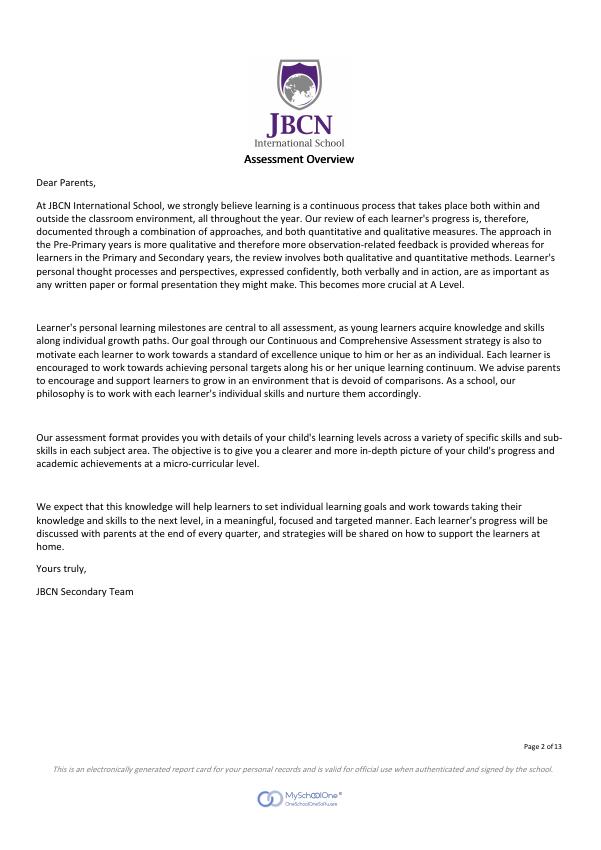 JBCN
International School
Assessment Overview
Dear Parents,
At JBCN International School, we strongly believe learning is a continuous process that takes place both within and
outside the classroom environment, all throughout the year. Our review of each learner's progress is, therefore,
documented through a combination of approaches, and both quantitative and qualitative measures. The approach in
the Pre-Primary years is more qualitative and therefore more observation-related feedback is provided whereas for
learners in the Primary and Secondary years, the review involves both qualitative and quantitative methods. Learner's
personal thought processes and perspectives, expressed confidently, both verbally and in action, are as important as
any written paper or formal presentation they might make. This becomes more crucial at A Level.
Learner's personal learning milestones are central to all assessment, as young learners acquire knowledge and skills
along individual growth paths. Our goal through our Continuous and Comprehensive Assessment strategy is also to
motivate each learner to work towards a standard of excellence unique to him or her as an individual. Each learner is
encouraged to work towards achieving personal targets along his or her unique learning continuum. We advise parents
to encourage and support learners to grow in an environment that is devoid of comparisons. As a school, our
philosophy is to work with each learner's individual skills and nurture them accordingly.
Our assessment format provides you with details of your child's learning levels across a variety of specific skills and sub-
skills in each subject area. The objective is to give you a clearer and more in-depth picture of your child's progress and
academic achievements at a micro-curricular level.
We expect that this knowledge will help learners to set individual learning goals and work towards taking their
knowledge and skills to the next level, in a meaningful, focused and targeted manner. Each learner's progress will be
discussed with parents at the end of every quarter, and strategies will be shared on how to support the learners at
home.
Yours truly,
JBCN Secondary Team
Page 2 of 13
This is an electronically generated report card for your personal records and is valid for official use when authenticated and signed by the school.
MySchoolOne®
OneSchoolOneSoftware